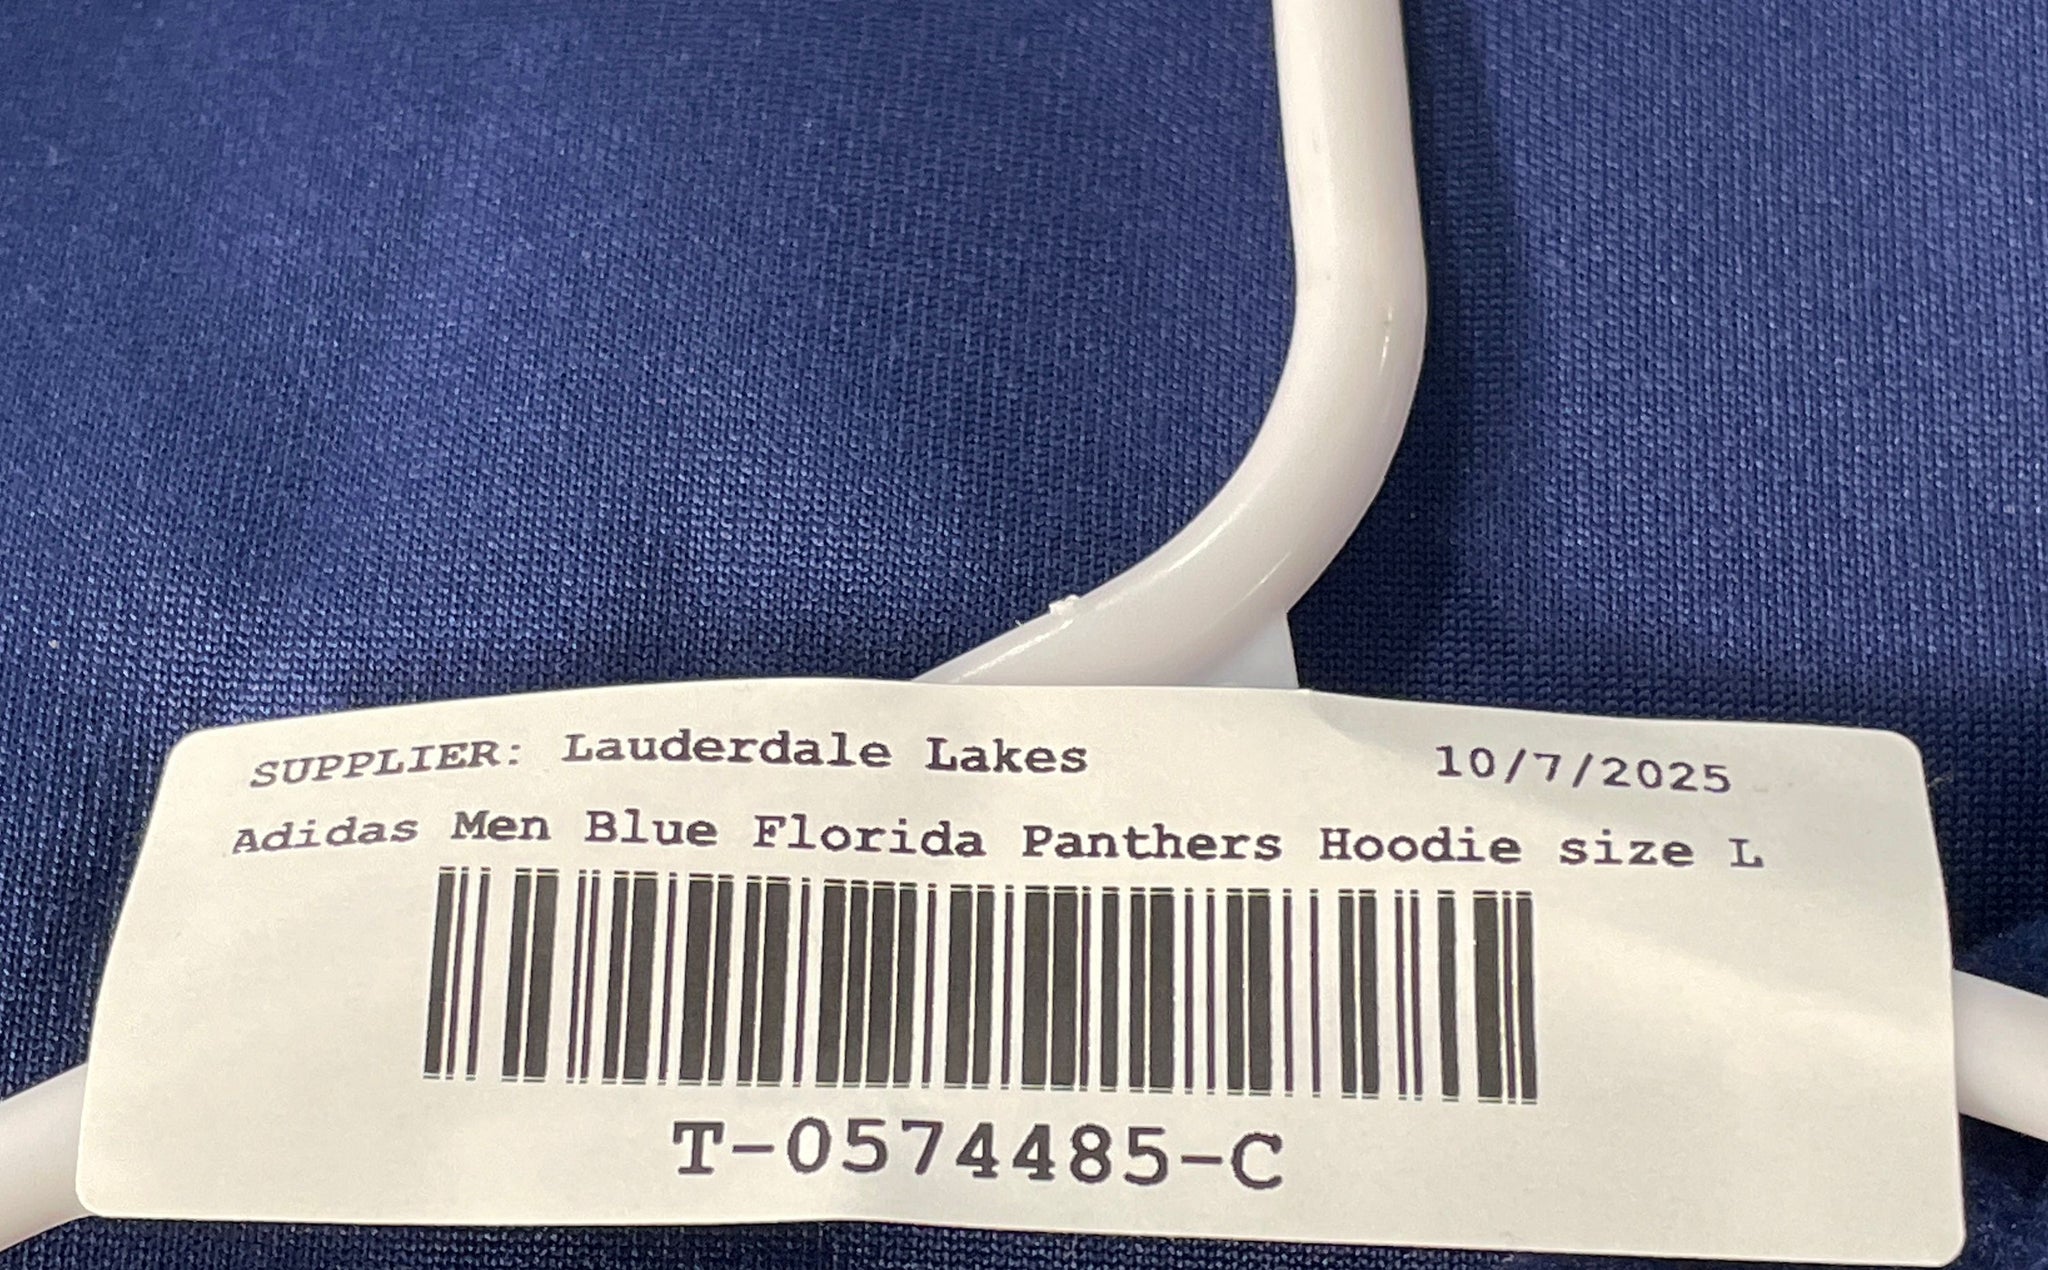 SUPPLIER: Lauderdale Lakes 10/7/2025
Adidas Men Blue Florida Panthers Hoodie size L
T-0574485-C